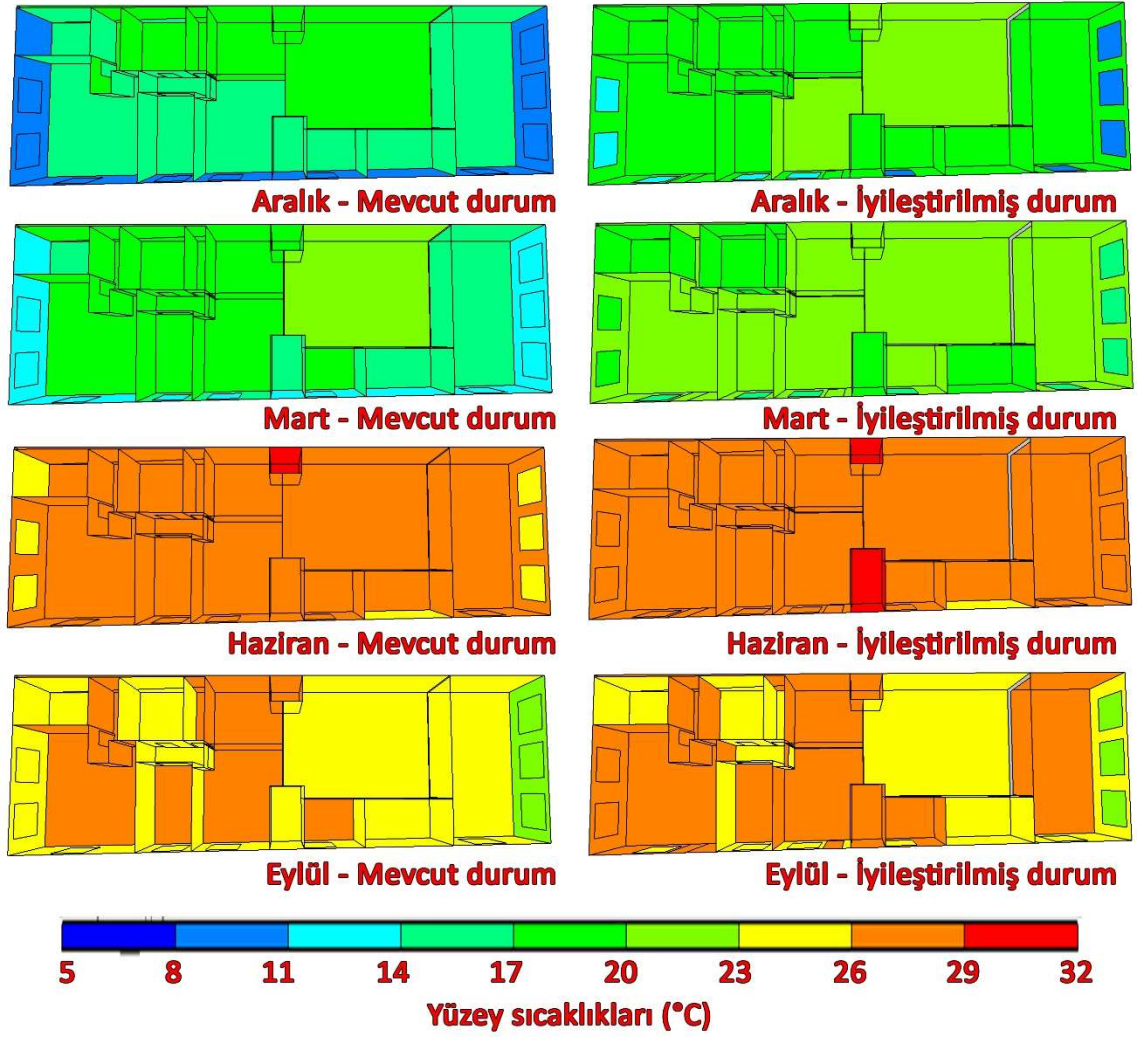 Aralık - Mevcut durum
Aralık - İyileştirilmiş durum
Mart - Mevcut durum
Mart - İyileştirilmiş durum
Haziran - Mevcut durum
Haziran - İyileştirilmiş durum
Eylül - Mevcut durum
Eylül - İyileştirilmiş durum
5 8 11 14 17 20 23 26 29 32
Yüzey sıcaklıkları (°C)